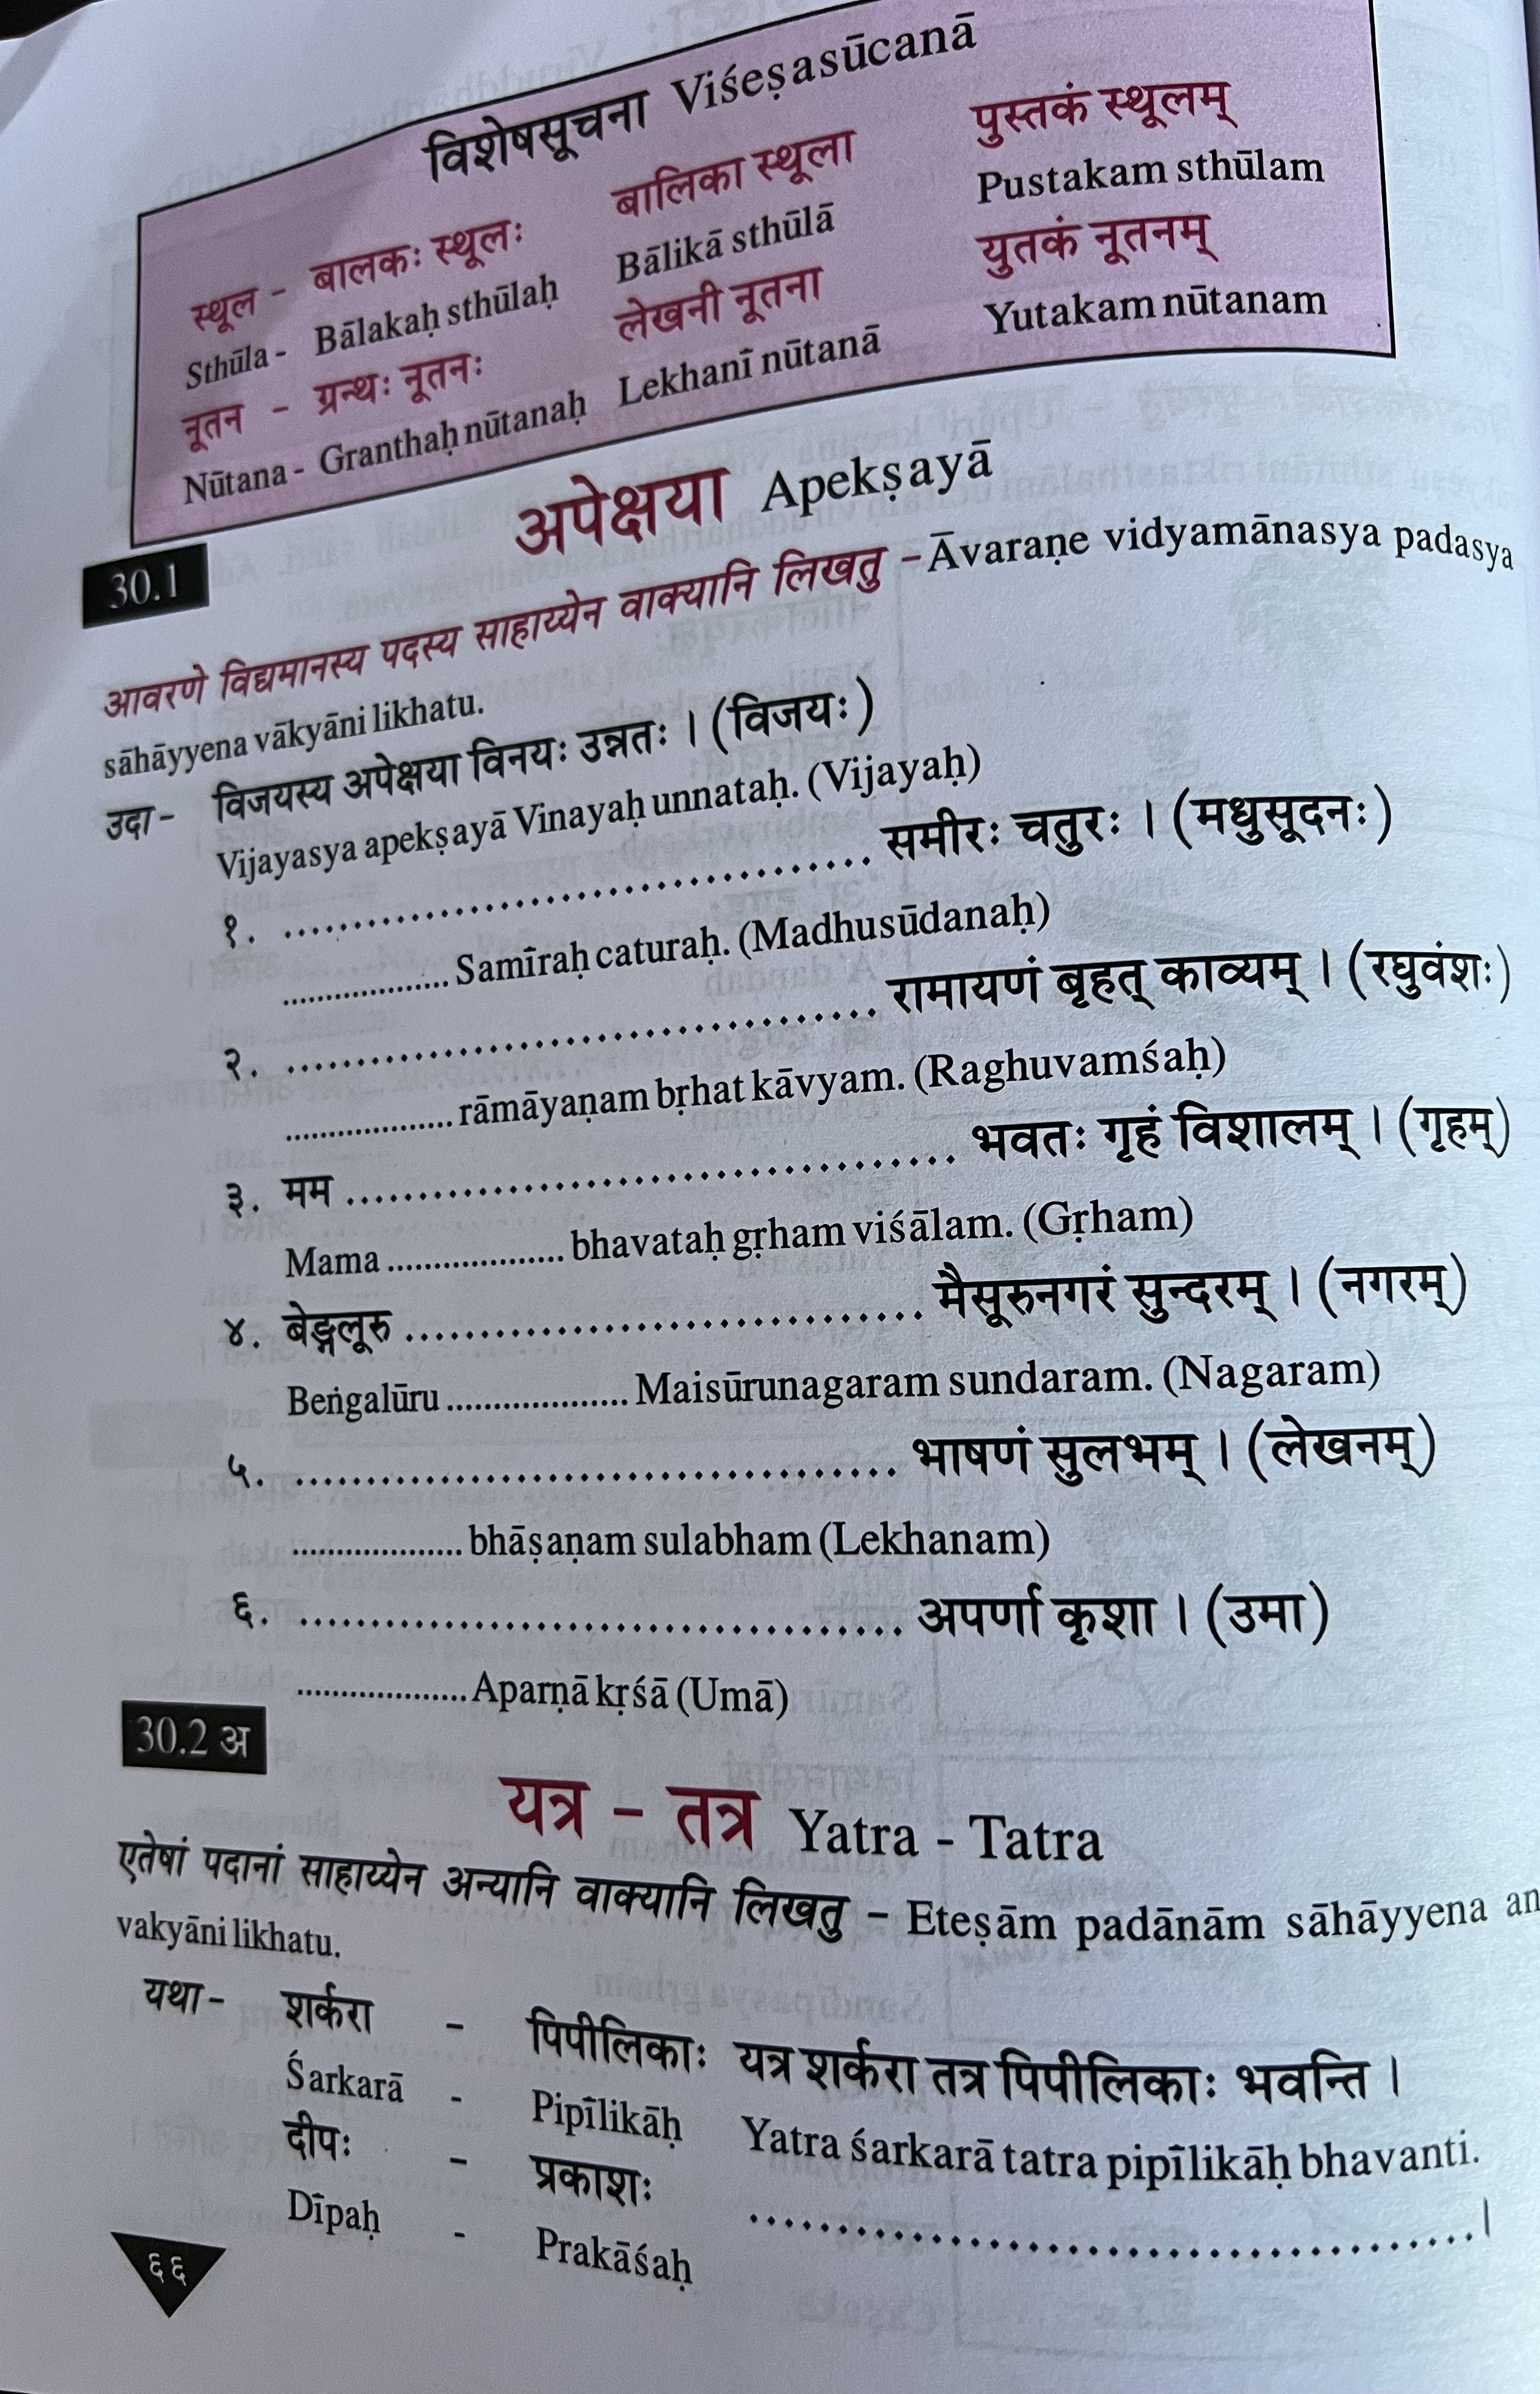 विशेषसूचना Viśeṣasūcanā
स्थूल - बालकः स्थूलः बालिका स्थूला पुस्तकं स्थूलम्
Sthūla - Bālakaḥ sthūlaḥ Bālikā sthūlā Pustakam sthūlam
नूतन - ग्रन्थः नूतनः लेखनी नूतना युतकं नूतनम्
Nūtana - Granthaḥ nūtanaḥ Lekhanī nūtanā Yutakam nūtanam
अपेक्षया Apekṣayā
30.1
आवरणे विद्यमानस्य पदस्य साहाय्येन वाक्यानि लिखतु - Āvaraṇe vidyamānasya padasya
sāhāyyena vākyāni likhatu.
उदा - विजयस्य अपेक्षया विनयः उन्नतः । (विजयः)
Vijayasya apekṣayā Vinayaḥ unnataḥ. (Vijayaḥ)
१. .................................... समीरः चतुरः । (मधुसूदनः)
................... Samīraḥ caturaḥ. (Madhusūdanaḥ)
२. .................................... रामायणं बृहत् काव्यम् । (रघुवंशः)
................... rāmāyaṇam bṛhat kāvyam. (Raghuvamśaḥ)
३. मम .................................... भवतः गृहं विशालम् । (गृहम्)
Mama .................... bhavataḥ gṛham viśālam. (Gṛham)
४. बेङ्गलूरु ................................ मैसूरुनगरं सुन्दरम् । (नगरम्)
Beṅgalūru .................... Maisūrunagaram sundaram. (Nagaram)
५. .................................... भाषणं सुलभम् । (लेखनम्)
................... bhāṣaṇam sulabham (Lekhanam)
६. .................................... अपर्णा कृशा । (उमा)
................... Aparṇā kṛśā (Umā)
30.2 अ
यत्र - तत्र Yatra - Tatra
एतेषां पदानां साहाय्येन अन्यानि वाक्यानि लिखतु - Eteṣām padānām sāhāyyena an
vakyāni likhatu.
यथा - शर्करा - पिपीलिकाः यत्र शर्करा तत्र पिपीलिकाः भवन्ति ।
Śarkarā - Pipīlikāḥ Yatra śarkarā tatra pipīlikāḥ bhavanti.
दीपः - प्रकाशः ............................................ ।
Dīpaḥ - Prakāśaḥ
६६